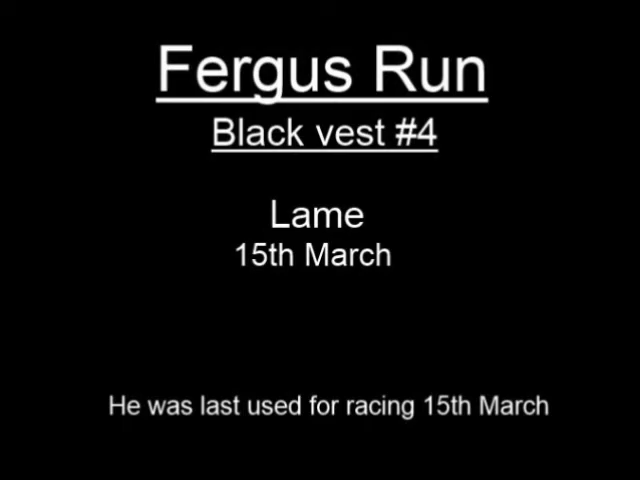 Fergus Run
Black vest #4
Lame
15th March
He was last used for racing 15th March